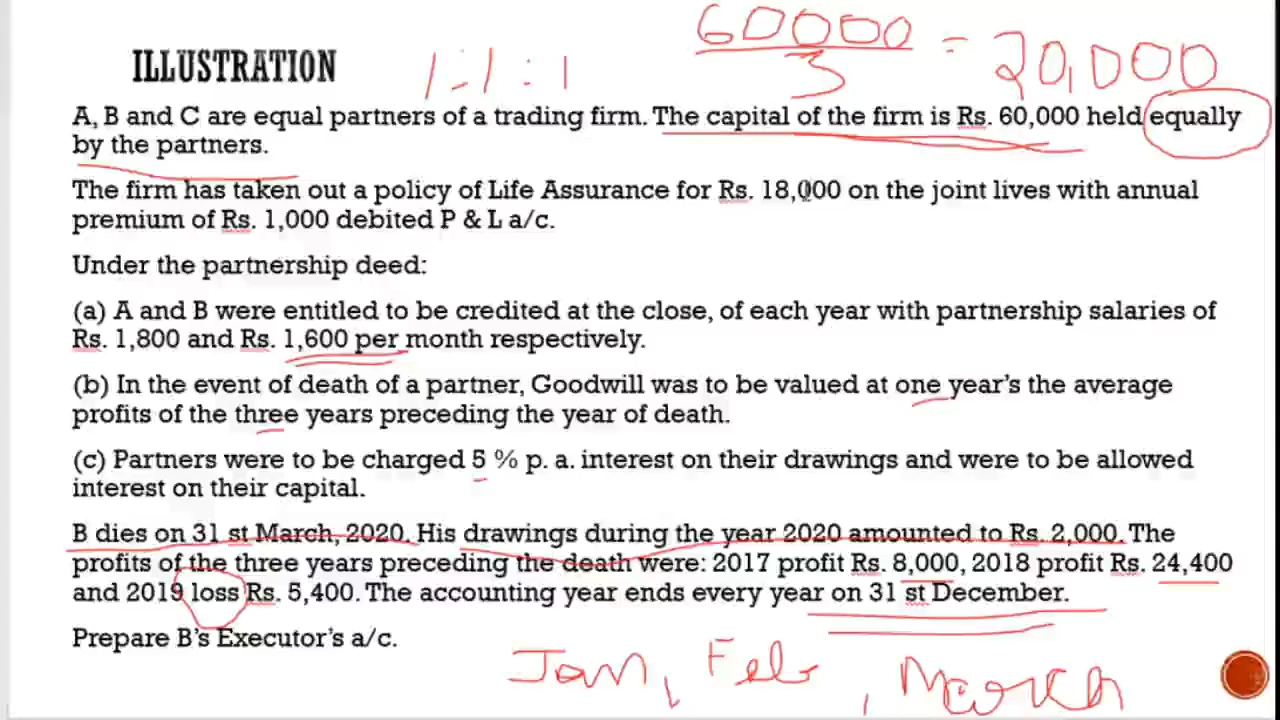 60000
1:1:1 = 20,000
3
ILLUSTRATION
A, B and C are equal partners of a trading firm. The capital of the firm is Rs. 60,000 held equally
by the partners.
The firm has taken out a policy of Life Assurance for Rs. 18,000 on the joint lives with annual
premium of Rs. 1,000 debited P & L a/c.
Under the partnership deed:
(a) A and B were entitled to be credited at the close, of each year with partnership salaries of
Rs. 1,800 and Rs. 1,600 per month respectively.
(b) In the event of death of a partner, Goodwill was to be valued at one year's the average
profits of the three years preceding the year of death.
(c) Partners were to be charged 5 % p. a. interest on their drawings and were to be allowed
interest on their capital.
B dies on 31 st March, 2020. His drawings during the year 2020 amounted to Rs. 2,000. The
profits of the three years preceding the death were: 2017 profit Rs. 8,000, 2018 profit Rs. 24,400
and 2019 loss Rs. 5,400. The accounting year ends every year on 31 st December.
Prepare B's Executor's a/c.
Jan, Feb, March